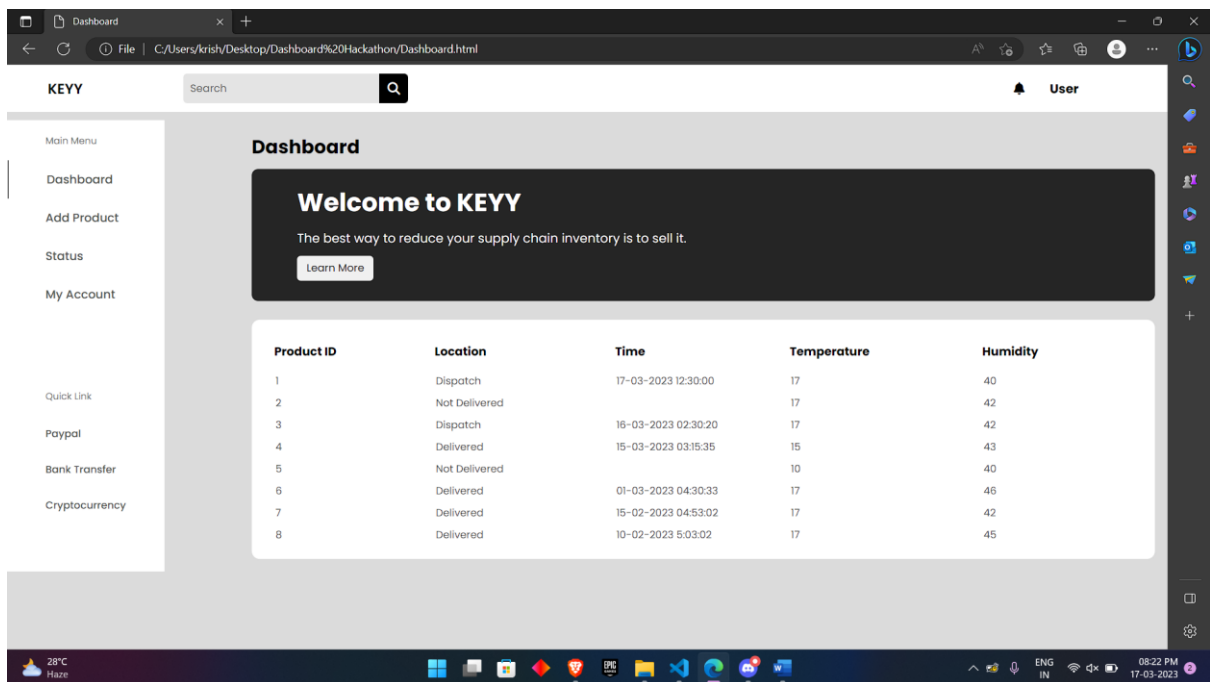 Dashboard
File | C:/Users/krish/Desktop/Dashboard%20Hackathon/Dashboard.html
KEYY
Search
User
Main Menu
Dashboard
Add Product
Status
My Account
Quick Link
Paypal
Bank Transfer
Cryptocurrency
Dashboard
Welcome to KEYY
The best way to reduce your supply chain inventory is to sell it.
Learn More
Product ID Location Time Temperature Humidity
1 Dispatch 17-03-2023 12:30:00 17 40
2 Not Delivered 17 42
3 Dispatch 16-03-2023 02:30:20 17 42
4 Delivered 15-03-2023 03:15:35 15 43
5 Not Delivered 10 40
6 Delivered 01-03-2023 04:30:33 17 46
7 Delivered 15-02-2023 04:53:02 17 42
8 Delivered 10-02-2023 5:03:02 17 45
28°C
Haze
EPIC
ENG
IN
08:22 PM
17-03-2023
2